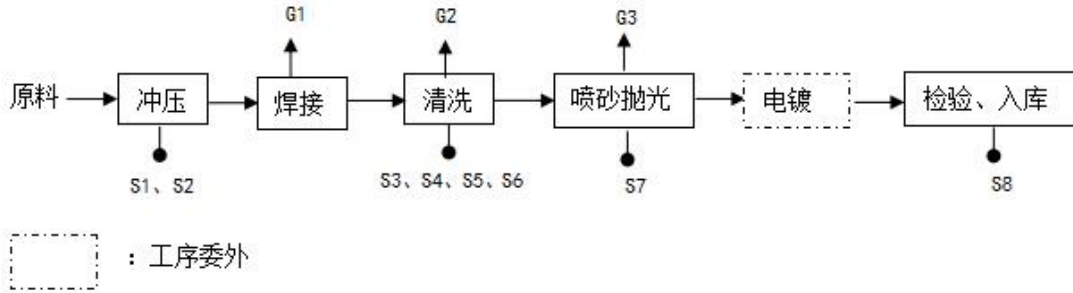 G1 G2 G3
原料 冲压 焊接 清洗 喷砂抛光 电镀 检验、入库
S1、S2 S3、S4、S5、S6 S7 S8
：工序委外